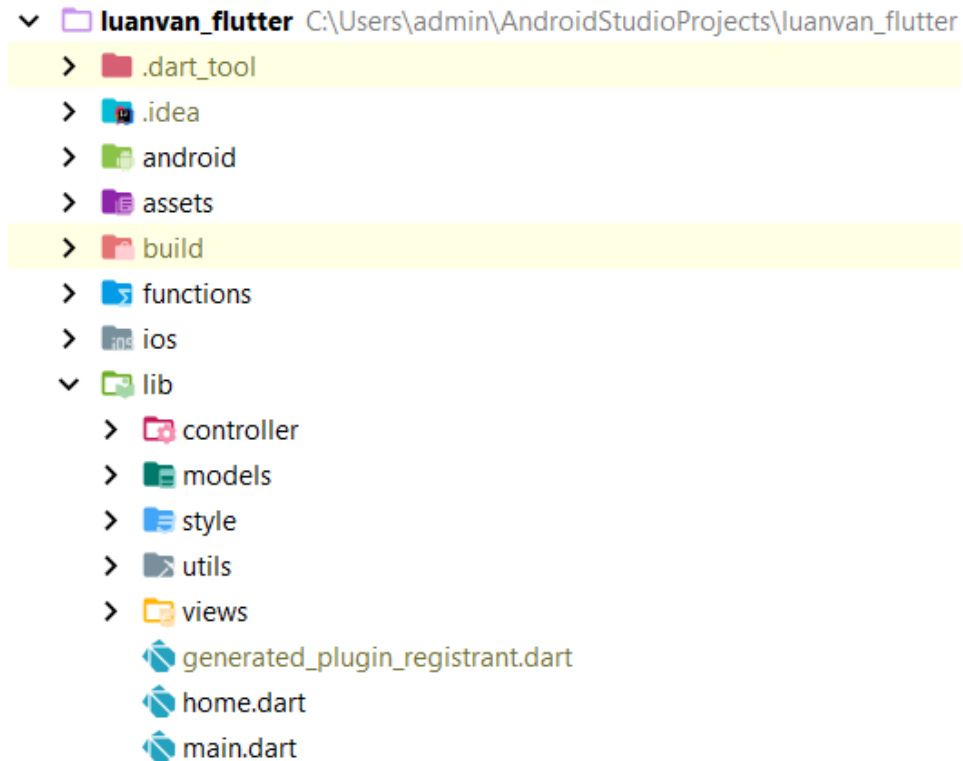 luanvan_flutter C:\Users\admin\AndroidStudioProjects\luanvan_flutter
.dart_tool
.idea
android
assets
build
functions
ios
lib
controller
models
style
utils
views
generated_plugin_registrant.dart
home.dart
main.dart